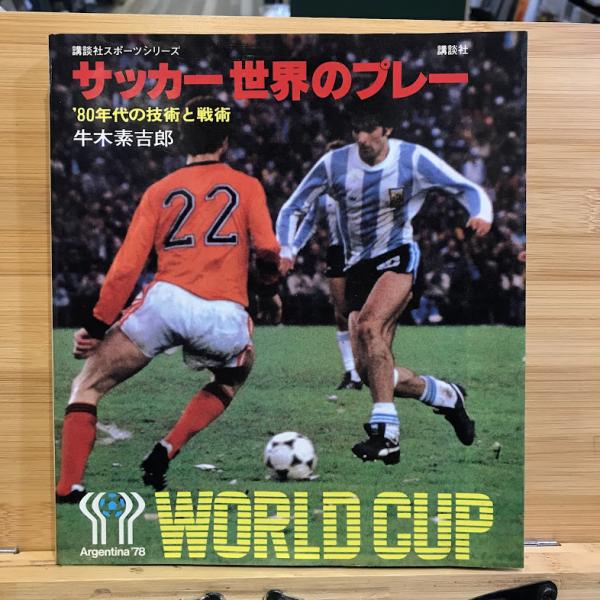 講談社スポーツシリーズ
講談社
サッカー 世界のプレー
'80年代の技術と戦術
牛木素吉郎
22
Argentina '78
WORLD CUP